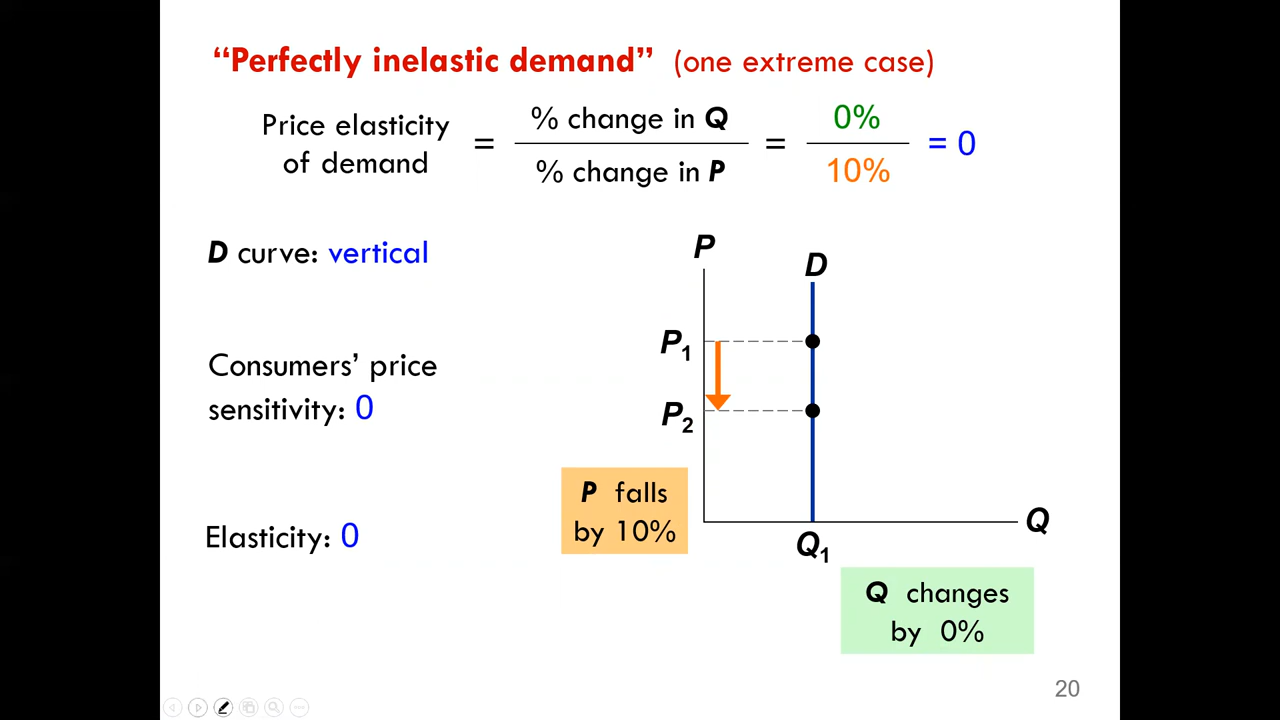 “Perfectly inelastic demand” (one extreme case)
Price elasticity of demand = % change in Q / % change in P = 0% / 10% = 0
D curve: vertical
Consumers’ price
sensitivity: 0
Elasticity: 0
P
D
P1
P2
Q
Q1
P falls
by 10%
Q changes
by 0%
20